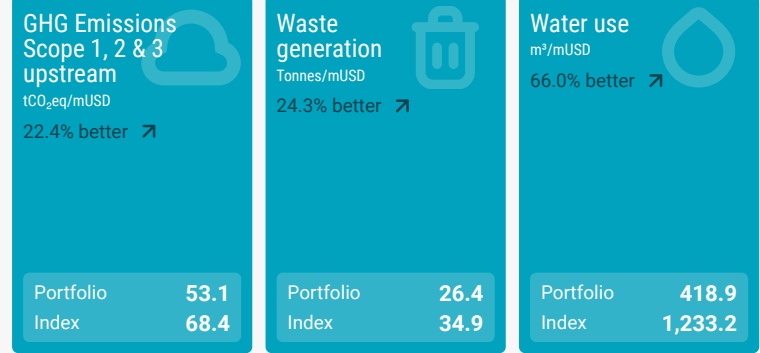 GHG Emissions
Scope 1, 2 & 3
upstream
tCO₂eq/mUSD
22.4% better
Portfolio 53.1
Index 68.4
Waste
generation
Tonnes/mUSD
24.3% better
Portfolio 26.4
Index 34.9
Water use
m³/mUSD
66.0% better
Portfolio 418.9
Index 1,233.2